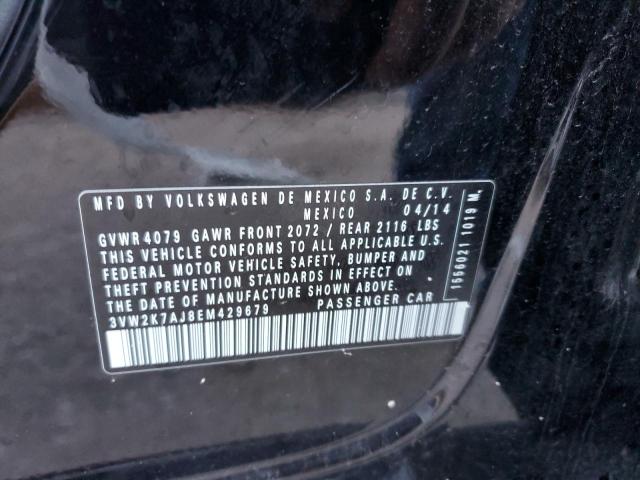 MFD BY VOLKSWAGEN DE MEXICO S.A. DE C.V.
MEXICO 04/14
GVWR 4079 GAWR FRONT 2072 / REAR 2116 LBS
THIS VEHICLE CONFORMS TO ALL APPLICABLE U.S.
FEDERAL MOTOR VEHICLE SAFETY, BUMPER AND
THEFT PREVENTION STANDARDS IN EFFECT ON
THE DATE OF MANUFACTURE SHOWN ABOVE.
3VW2K7AJ8EM429679 PASSENGER CAR
1556021 1019 M.